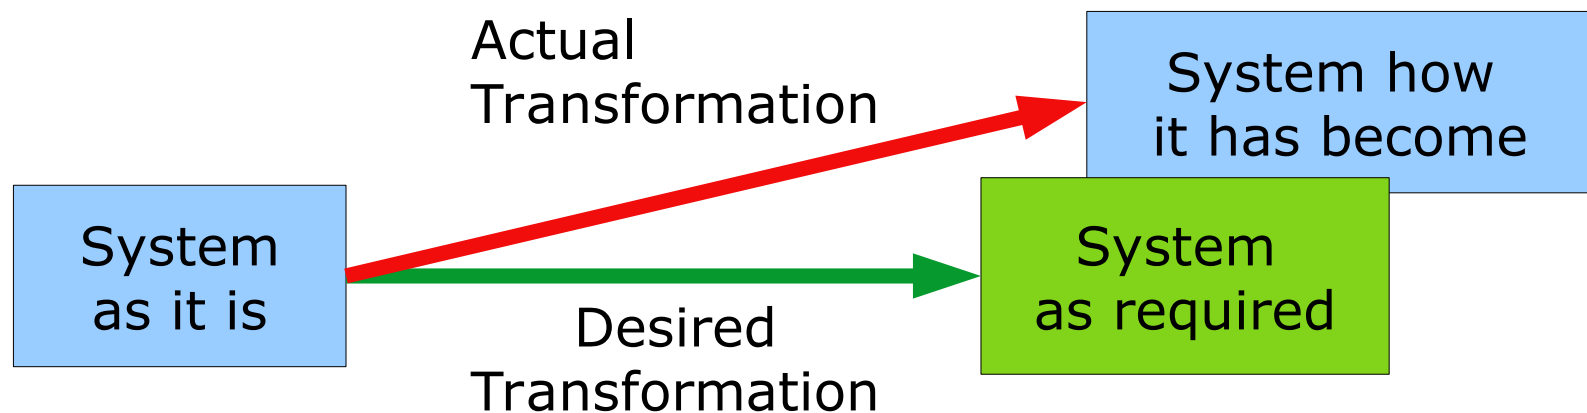 Actual
Transformation
System how
it has become
System
as it is
System
as required
Desired
Transformation